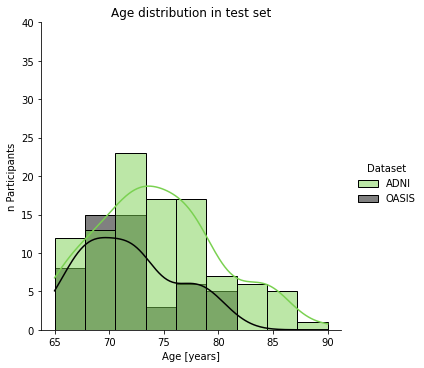 Age distribution in test set
n Participants
40
35
30
25
20
15
10
5
0
65
70
75
80
85
90
Age [years]
Dataset
ADNI
OASIS